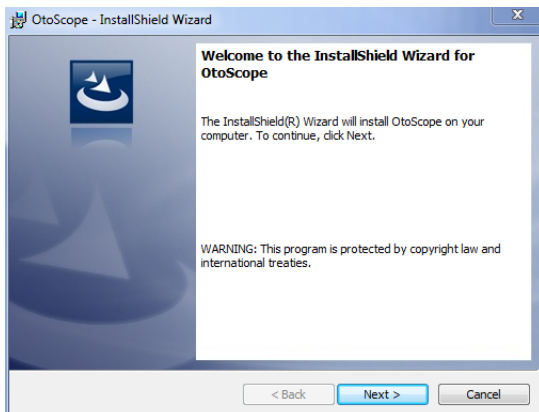 OtoScope - InstallShield Wizard
Welcome to the InstallShield Wizard for
OtoScope
The InstallShield(R) Wizard will install OtoScope on your
computer. To continue, click Next.
WARNING: This program is protected by copyright law and
international treaties.
< Back Next > Cancel